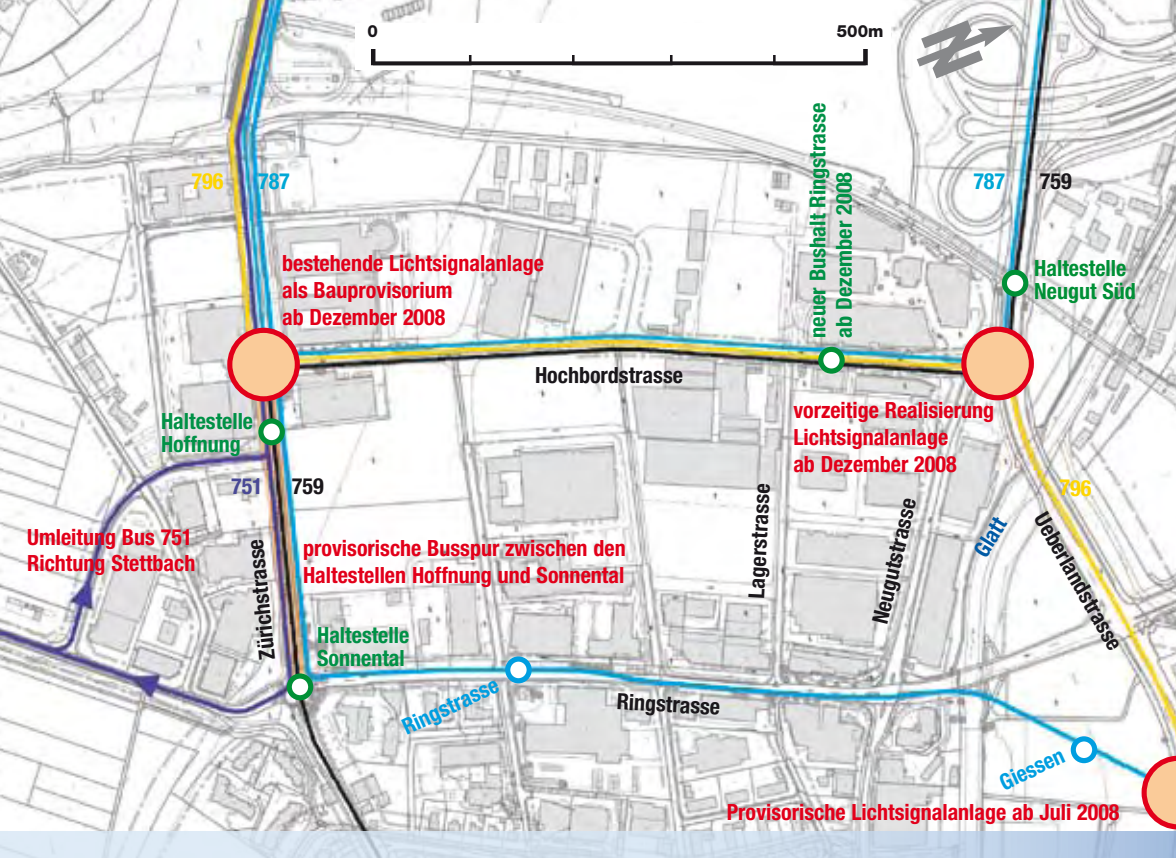 0
500m
796
787
787
759
neuer Bushalt Ringstrasse
ab Dezember 2008
bestehende Lichtsignalanlage
als Bauprovisorium
ab Dezember 2008
Haltestelle
Neugut Süd
Hochbordstrasse
vorzeitige Realisierung
Lichtsignalanlage
ab Dezember 2008
Haltestelle
Hoffnung
751
759
796
Umleitung Bus 751
Richtung Stettbach
provisorische Busspur zwischen den
Haltestellen Hoffnung und Sonnental
Zürichstrasse
Lagerstrasse
Neugutstrasse
Glatt
Ueberlandstrasse
Haltestelle
Sonnental
Ringstrasse
Ringstrasse
Giessen
Provisorische Lichtsignalanlage ab Juli 2008